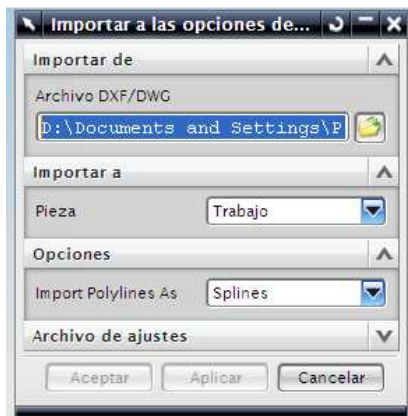 Importar a las opciones de...
Importar de
Archivo DXF/DWG
D:\Documents and Settings\P
Importar a
Pieza Trabajo
Opciones
Import Polylines As Splines
Archivo de ajustes
Aceptar Aplicar Cancelar